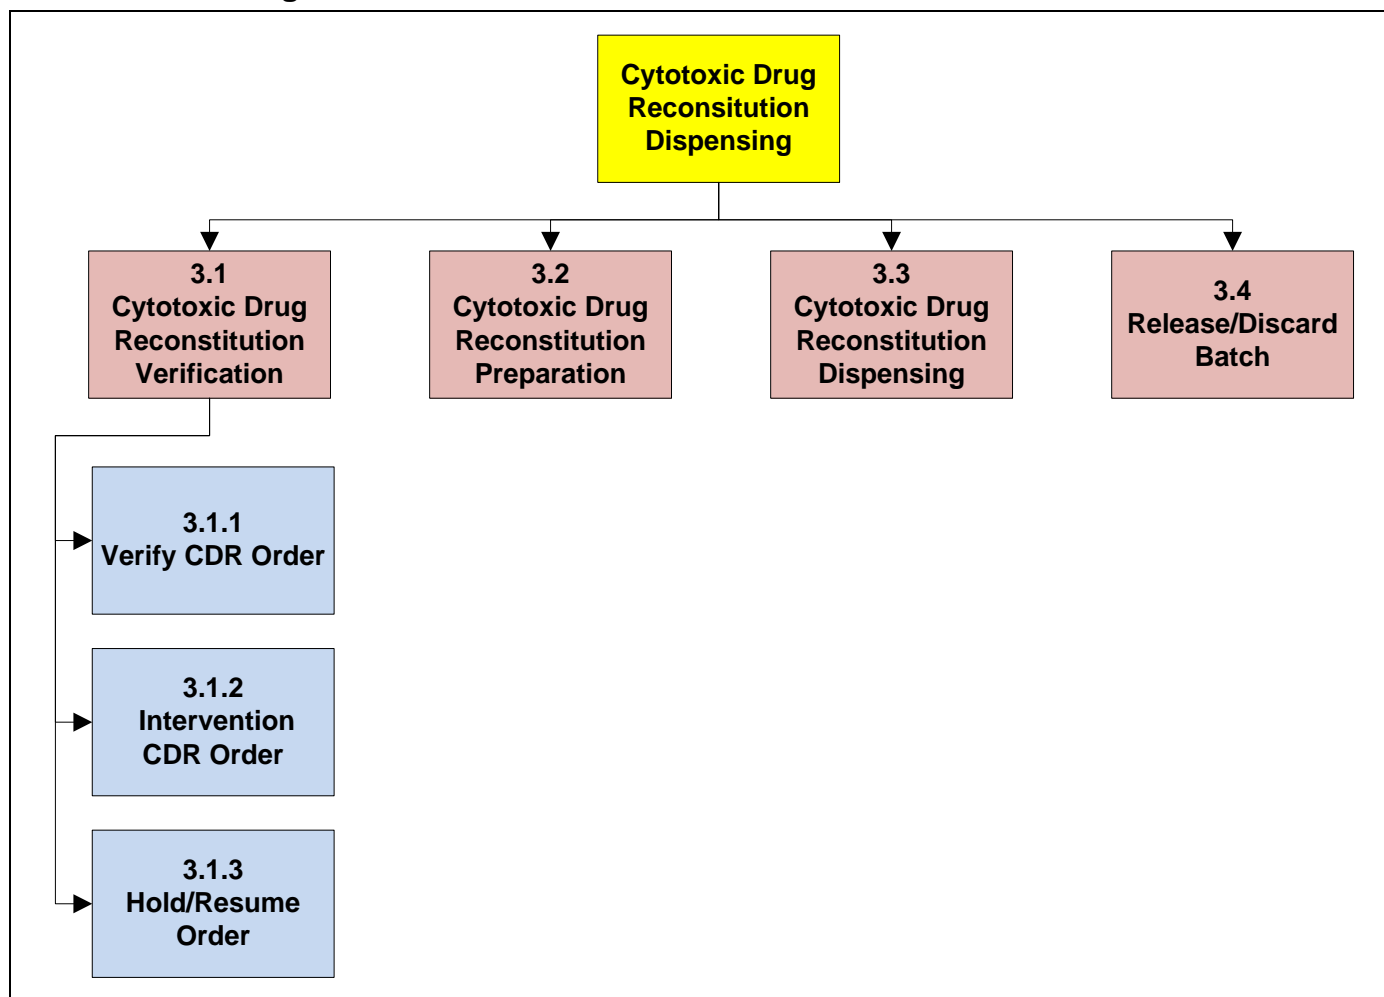 Cytotoxic Drug
Reconsitution
Dispensing
3.1
Cytotoxic Drug
Reconstitution
Verification
3.2
Cytotoxic Drug
Reconstitution
Preparation
3.3
Cytotoxic Drug
Reconstitution
Dispensing
3.4
Release/Discard
Batch
3.1.1
Verify CDR Order
3.1.2
Intervention
CDR Order
3.1.3
Hold/Resume
Order